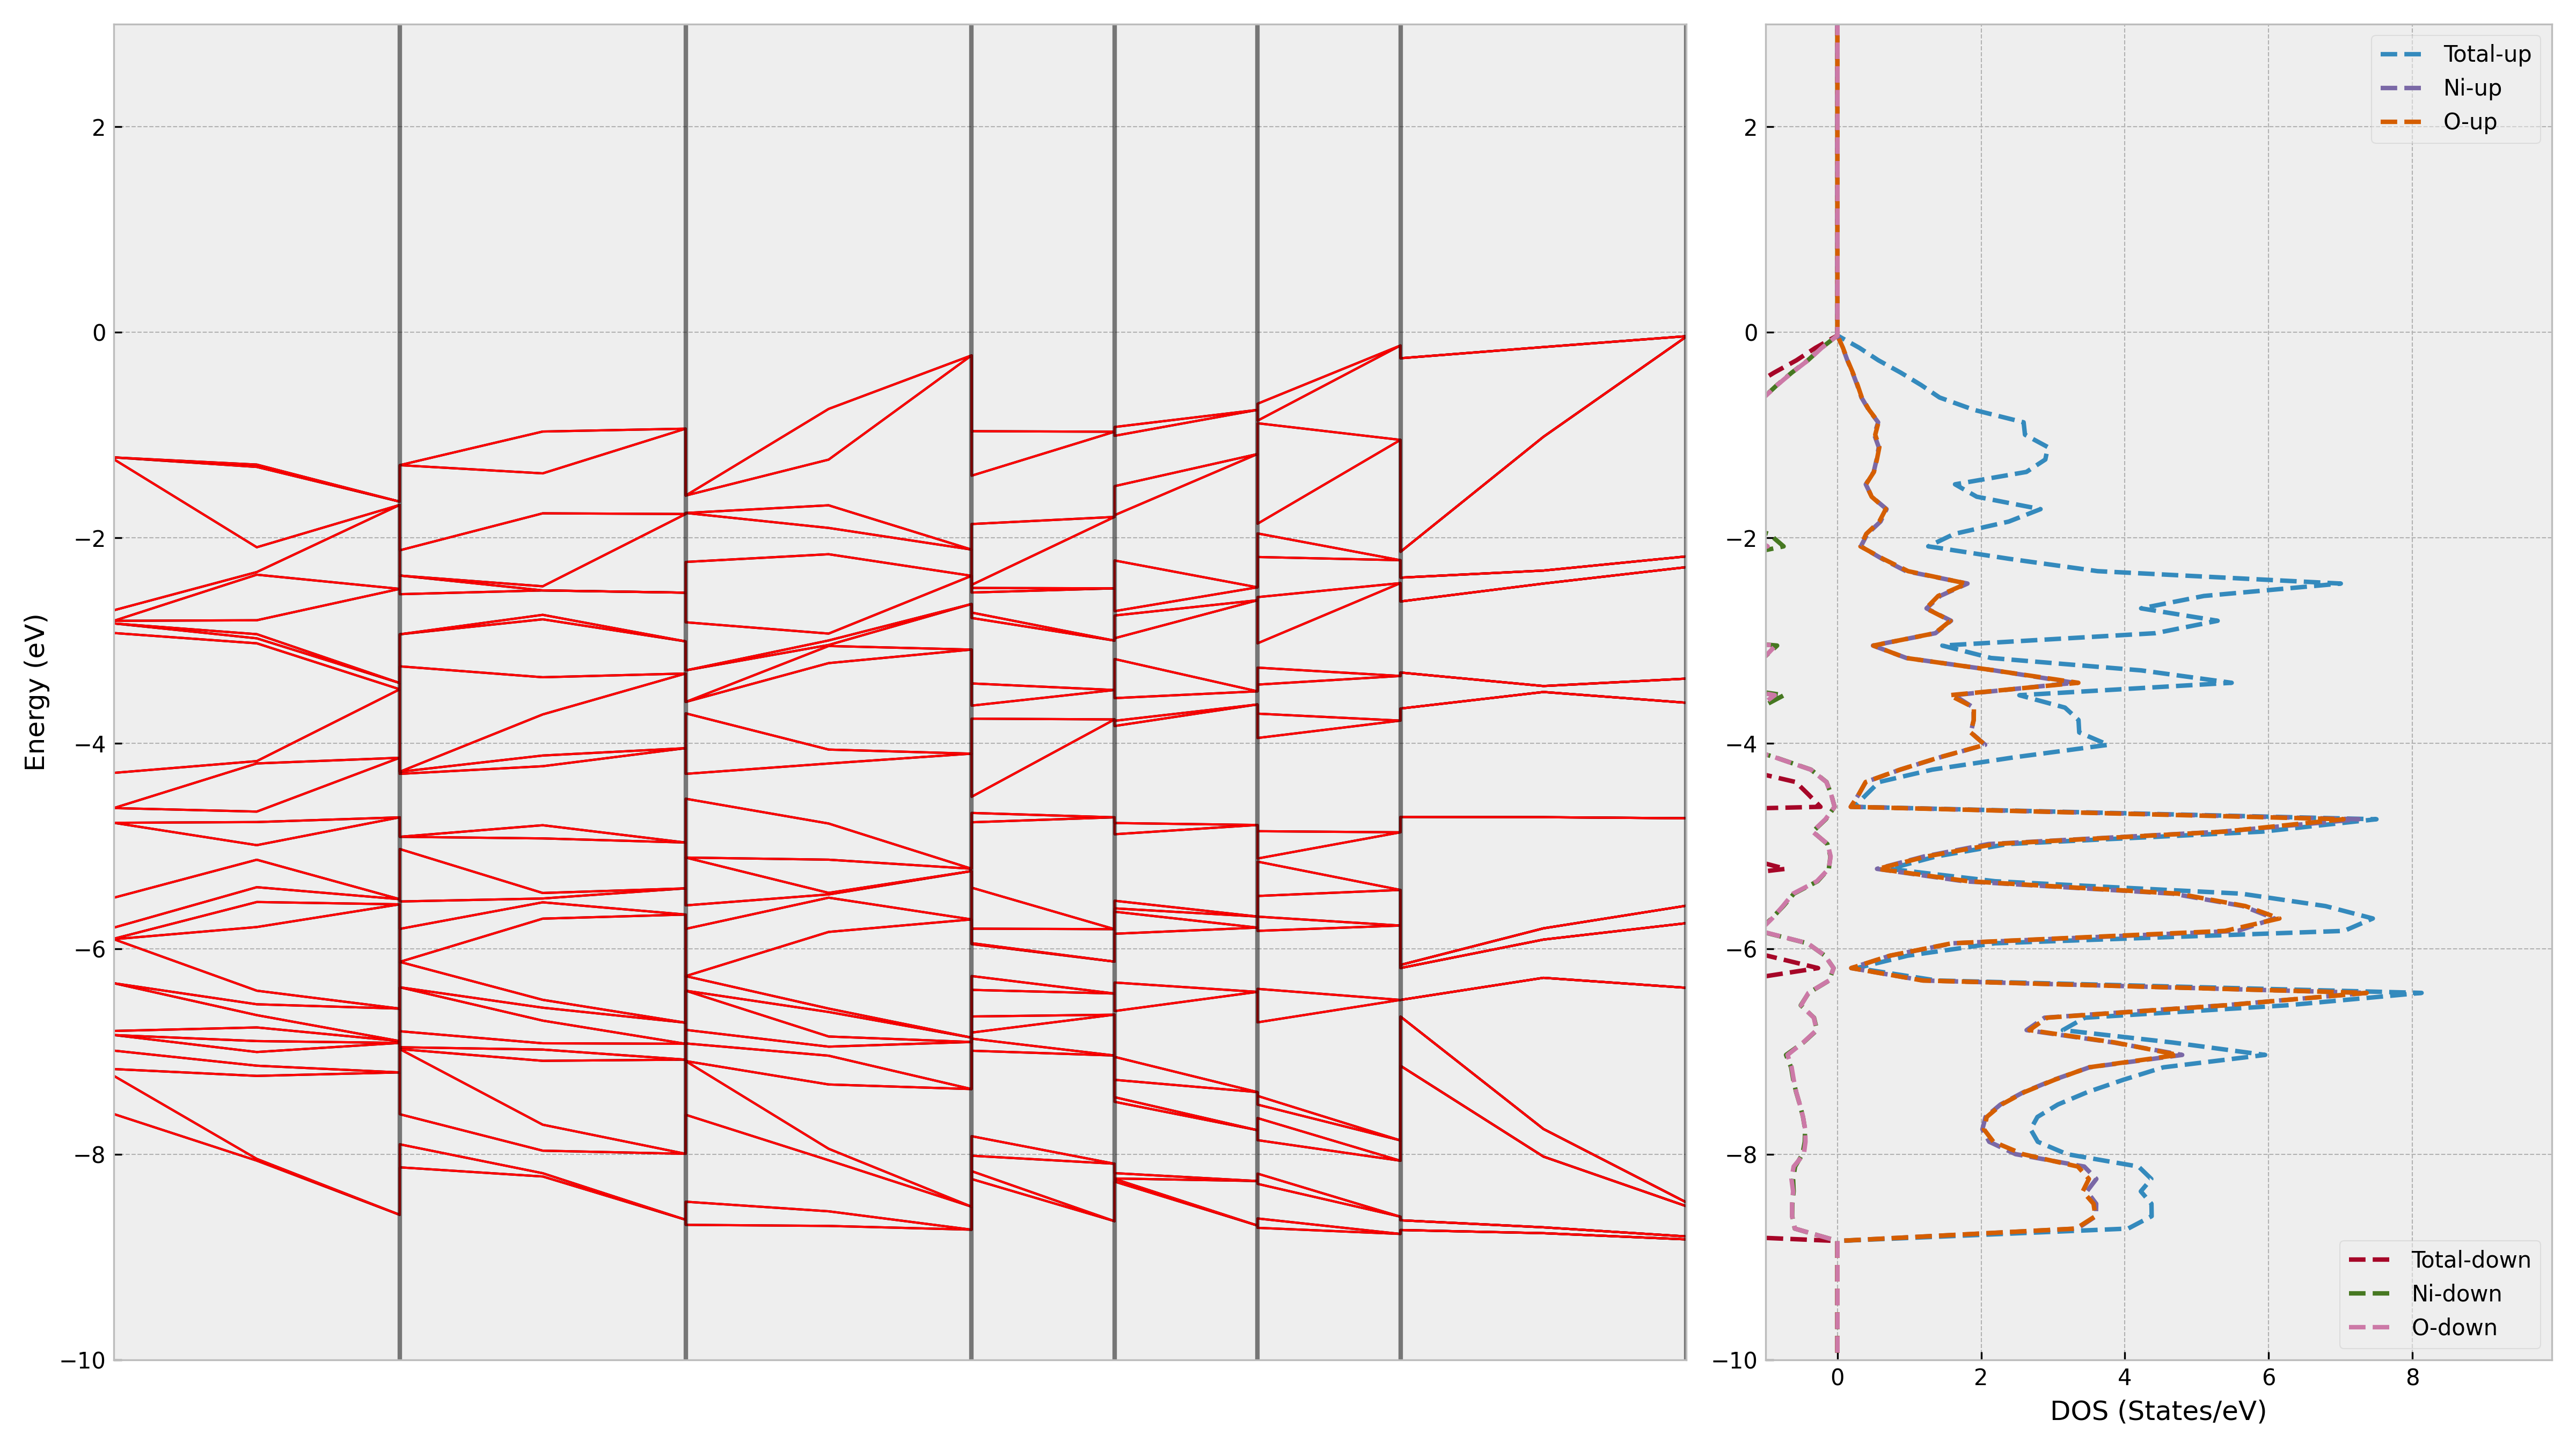 Energy (eV)
2
0
−2
−4
−6
−8
−10
2
0
−2
−4
−6
−8
−10
Total-up
Ni-up
O-up
Total-down
Ni-down
O-down
0 2 4 6 8
DOS (States/eV)